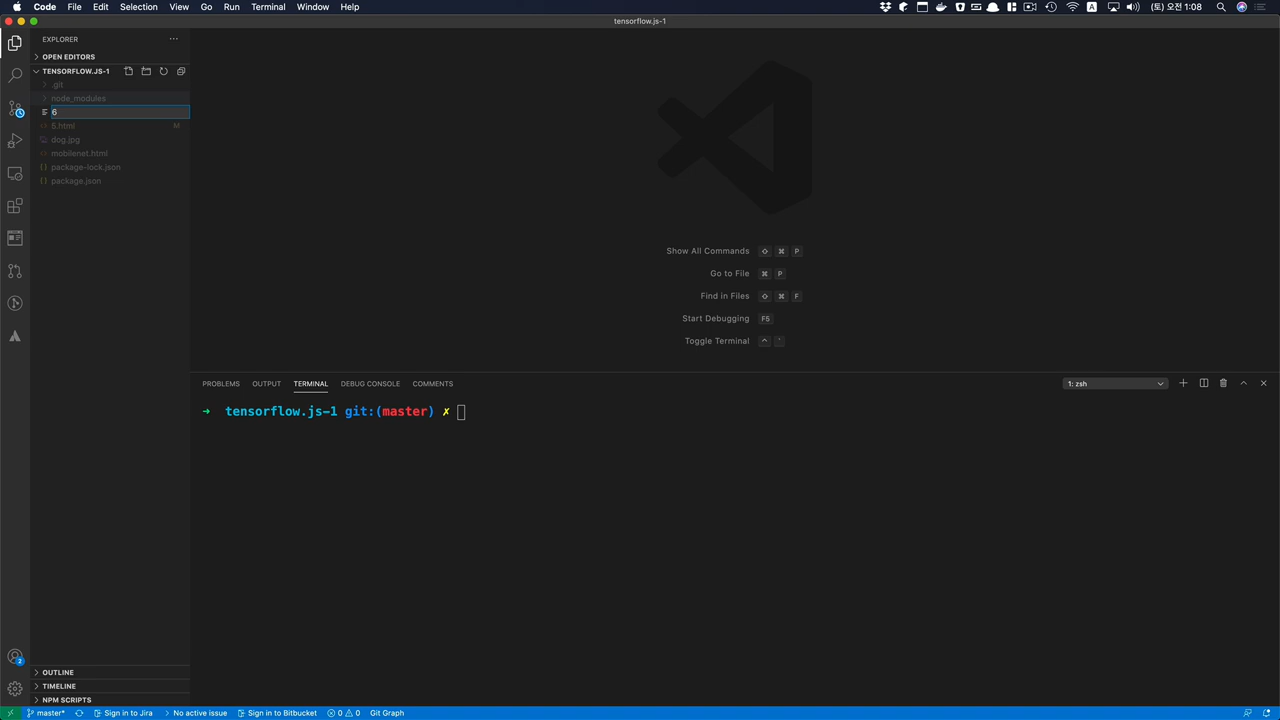 Code File Edit Selection View Go Run Terminal Window Help
A
(토) 오전 1:08
tensorflow.js-1
EXPLORER
OPEN EDITORS
TENSORFLOW.JS-1
.git
node_modules
6
5.html M
dog.jpg
mobilenet.html
package-lock.json
package.json
Show All Commands ⇧ ⌘ P
Go to File ⌘ P
Find in Files ⇧ ⌘ F
Start Debugging F5
Toggle Terminal ^ `
PROBLEMS OUTPUT TERMINAL DEBUG CONSOLE COMMENTS
1: zsh
➜ tensorflow.js-1 git:(master) ✗
2
OUTLINE
TIMELINE
NPM SCRIPTS
master* Sign in to Jira No active issue Sign in to Bitbucket 0 0 Git Graph